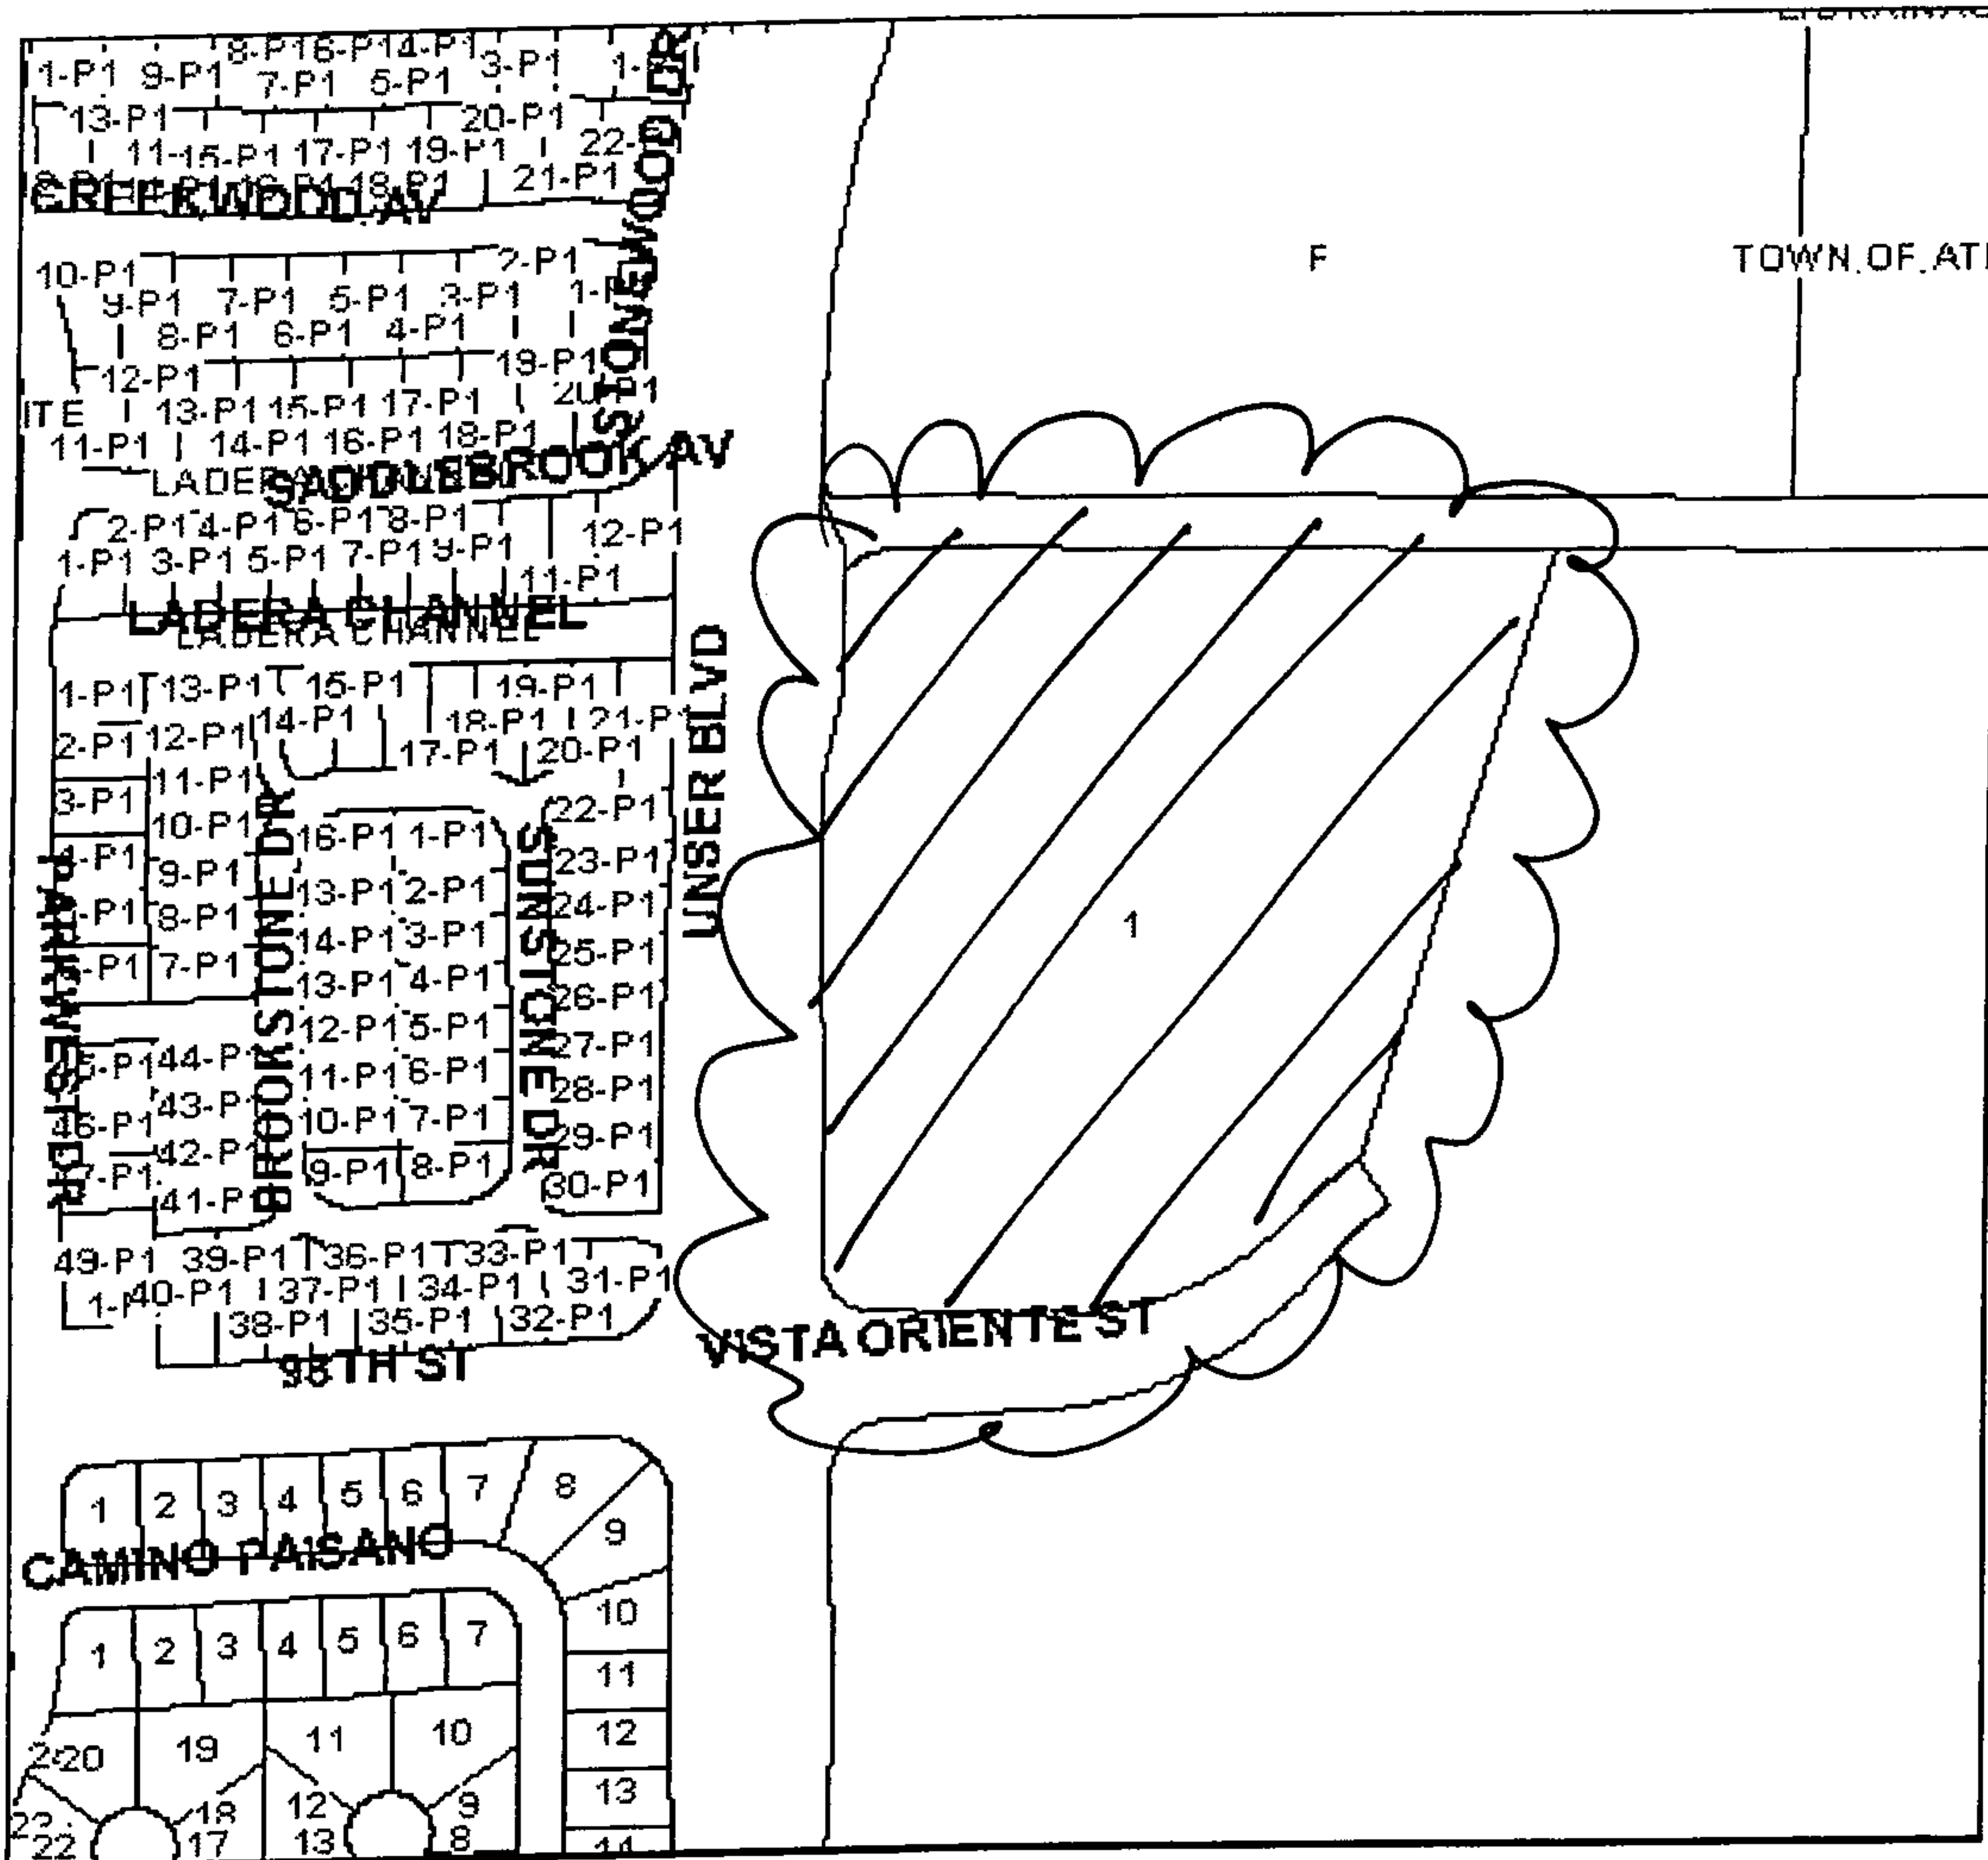 8-P1 6-P1 4-P1
1-P1 9-P1 3-P1
7-P1 5-P1
13-P1 20-P1
11- 15-P1 17-P1 19-P1 22-
21-P1
CREEKWOOD AV
F
TOWN OF
10-P1 2-P1
9-P1 7-P1 5-P1 3-P1
8-P1 6-P1 4-P1
19-P1
12-P1
ITE 13-P1 15-P1 17-P1
11-P1 14-P1 16-P1 18-P1
SADDLEBROOK AV
2-P1 4-P1 6-P1 8-P1 12-P1
1-P1 3-P1 5-P1 7-P1 9-P1
11-P1
LADERA CHANNEL
LADERA CHANNEL
UNSER BLVD
1-P1 13-P1 15-P1 19-P1
14-P1 18-P1 21-P1
2-P1 12-P1 17-P1 20-P1
11-P1
3-P1 22-P1
10-P1 16-P1 1-P1
9-P1 23-P1
13-P1 2-P1
8-P1 24-P1
14-P1 3-P1
7-P1 25-P1
13-P1 4-P1
26-P1
12-P1 5-P1
27-P1
44-P1
11-P1 6-P1
28-P1
43-P1
10-P1 7-P1
46-P1 29-P1
42-P1
9-P1 8-P1
30-P1
41-P1
BROOKSTONE DR
SUNSTONE DR
1
49-P1 39-P1 36-P1 33-P1
40-P1 37-P1 34-P1 31-P1
38-P1 35-P1 32-P1
VISTA ORIENTE ST
98TH ST
1 2 3 4 5 6 7 8
9
CAMINO PAISANO
10
1 2 3 4 5 6 7
11
20 19 11 10
12
13
18 12 9
22 17 13 8
14